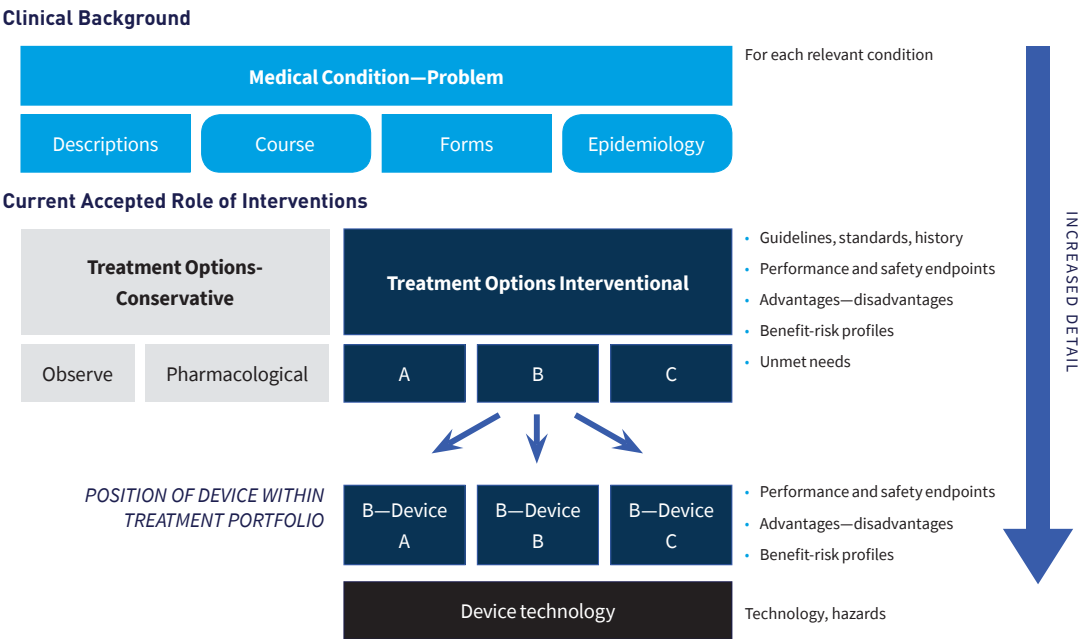 Clinical Background
Medical Condition—Problem
For each relevant condition
Descriptions
Course
Forms
Epidemiology
Current Accepted Role of Interventions
Treatment Options-
Conservative
Treatment Options Interventional
• Guidelines, standards, history
• Performance and safety endpoints
• Advantages—disadvantages
• Benefit-risk profiles
• Unmet needs
Observe
Pharmacological
A
B
C
POSITION OF DEVICE WITHIN
TREATMENT PORTFOLIO
B—Device
A
B—Device
B
B—Device
C
• Performance and safety endpoints
• Advantages—disadvantages
• Benefit-risk profiles
Device technology
Technology, hazards
INCREASED DETAIL